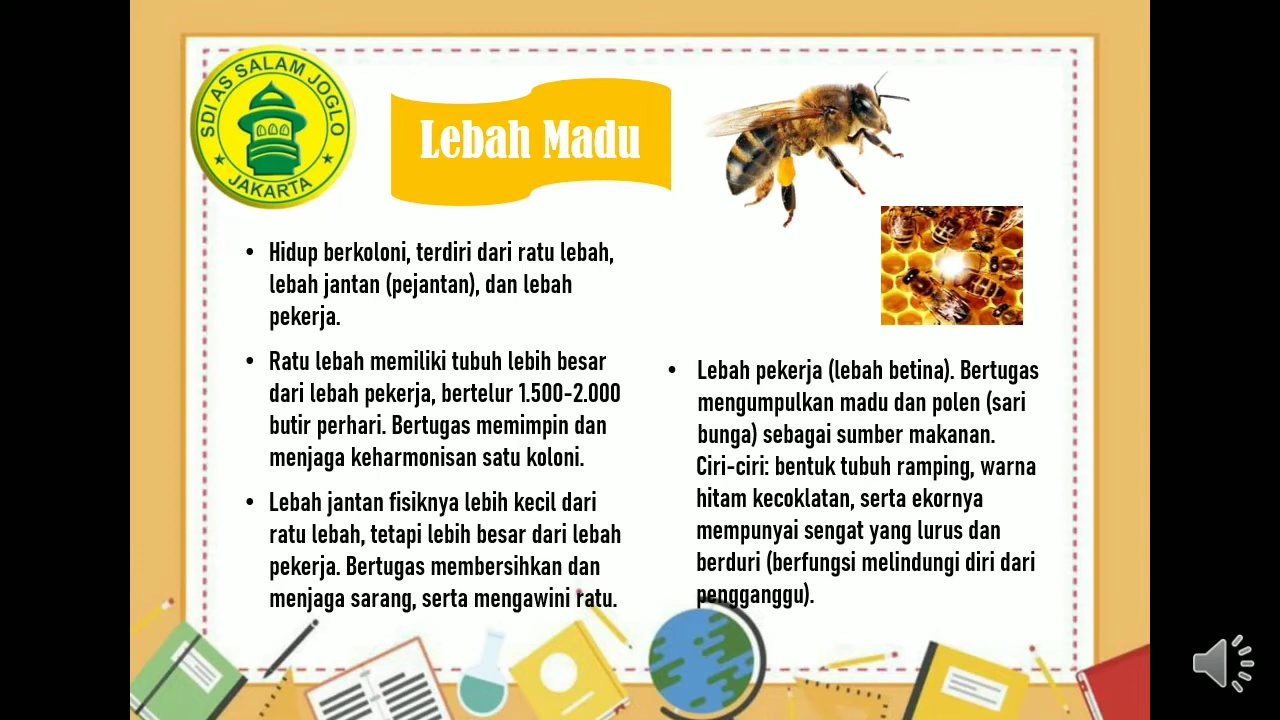 SDI AS SALAM JOGLO
JAKARTA
Lebah Madu
• Hidup berkoloni, terdiri dari ratu lebah,
lebah jantan (pejantan), dan lebah
pekerja.
• Ratu lebah memiliki tubuh lebih besar
dari lebah pekerja, bertelur 1.500-2.000
butir perhari. Bertugas memimpin dan
menjaga keharmonisan satu koloni.
• Lebah jantan fisiknya lebih kecil dari
ratu lebah, tetapi lebih besar dari lebah
pekerja. Bertugas membersihkan dan
menjaga sarang, serta mengawini ratu.
• Lebah pekerja (lebah betina). Bertugas
mengumpulkan madu dan polen (sari
bunga) sebagai sumber makanan.
Ciri-ciri: bentuk tubuh ramping, warna
hitam kecoklatan, serta ekornya
mempunyai sengat yang lurus dan
berduri (berfungsi melindungi diri dari
pengganggu).